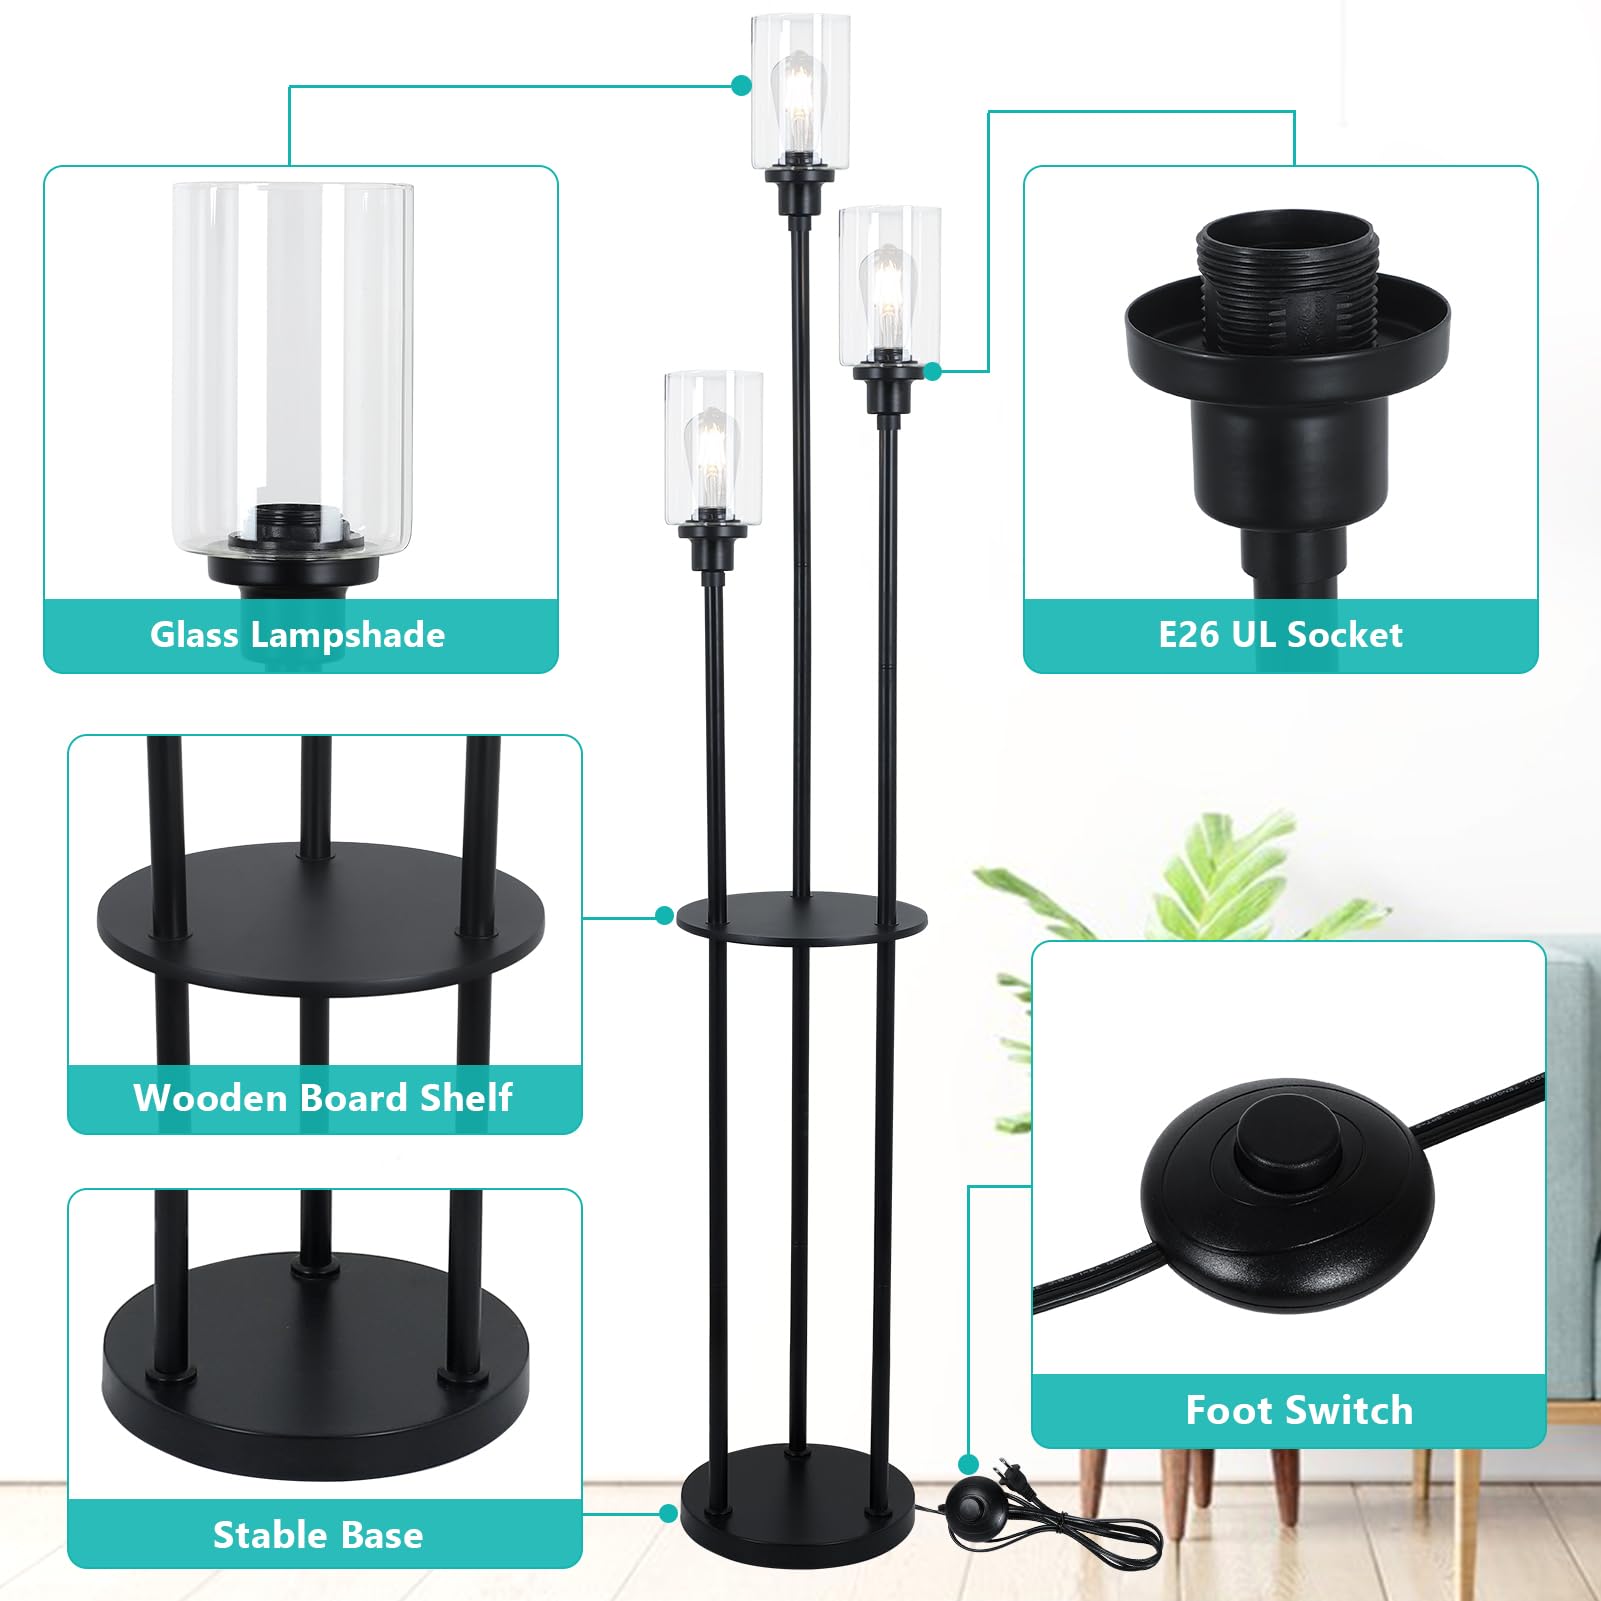 Glass Lampshade
E26 UL Socket
Wooden Board Shelf
Foot Switch
Stable Base